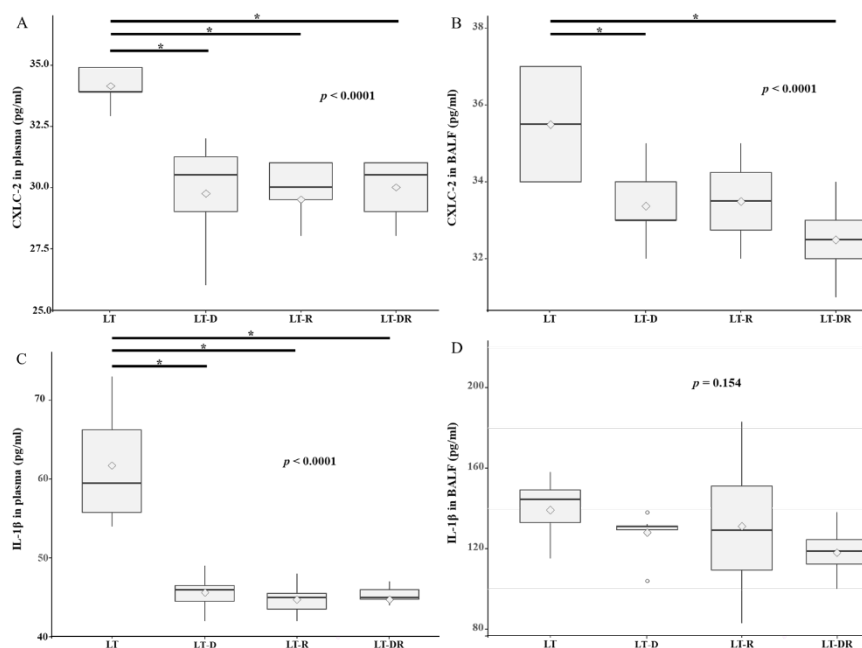 A
*
*
*
CXLC-2 in plasma (pg/ml)
35.0
32.5
30.0
27.5
25.0
p < 0.0001
LT
LT-D
LT-R
LT-DR
B
*
*
CXLC-2 in BALF (pg/ml)
38
36
34
32
p < 0.0001
LT
LT-D
LT-R
LT-DR
C
*
*
*
IL-1β in plasma (pg/ml)
70
60
50
40
p < 0.0001
LT
LT-D
LT-R
LT-DR
D
IL-1β in BALF (pg/ml)
200
160
120
80
p = 0.154
LT
LT-D
LT-R
LT-DR